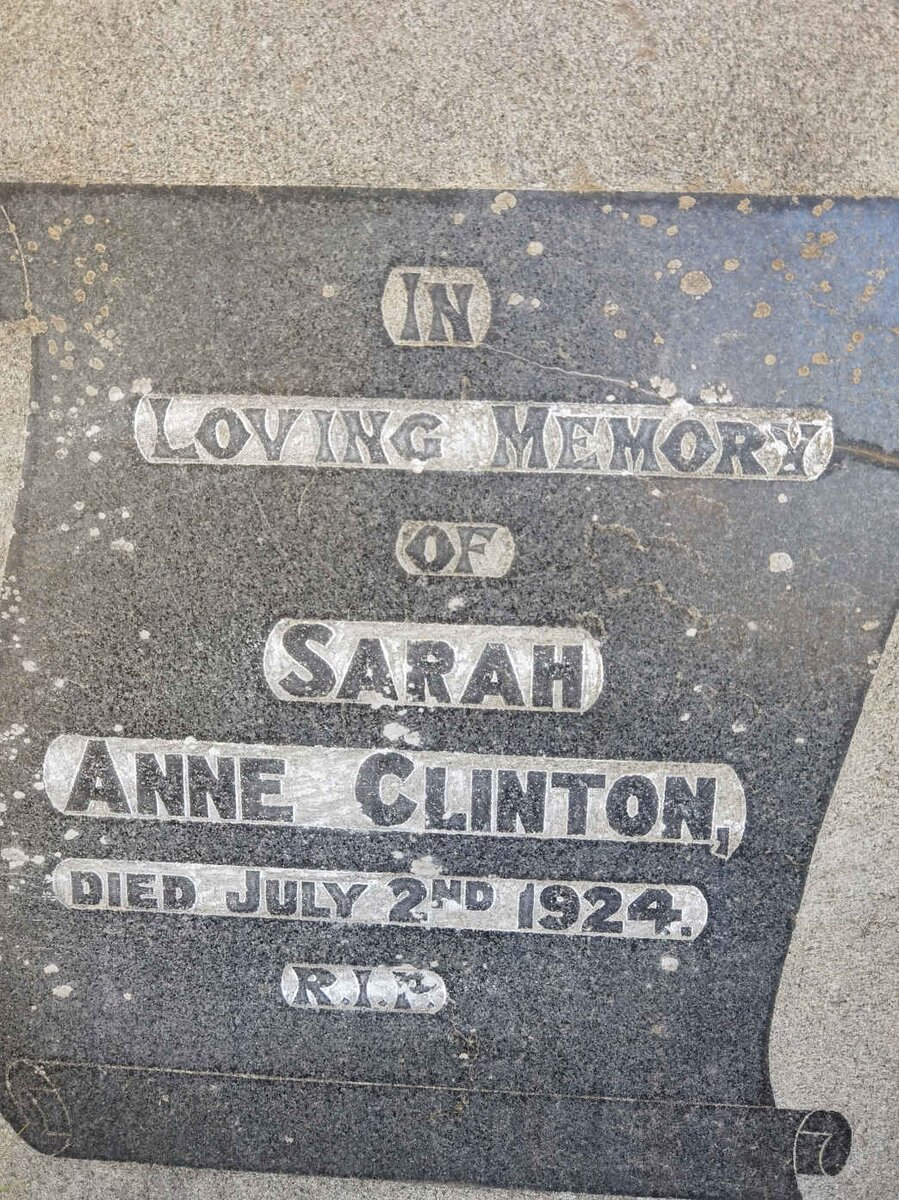 IN
LOVING MEMORY
OF
SARAH
ANNE CLINTON,
DIED JULY 2ND 1924.
R.I.P.